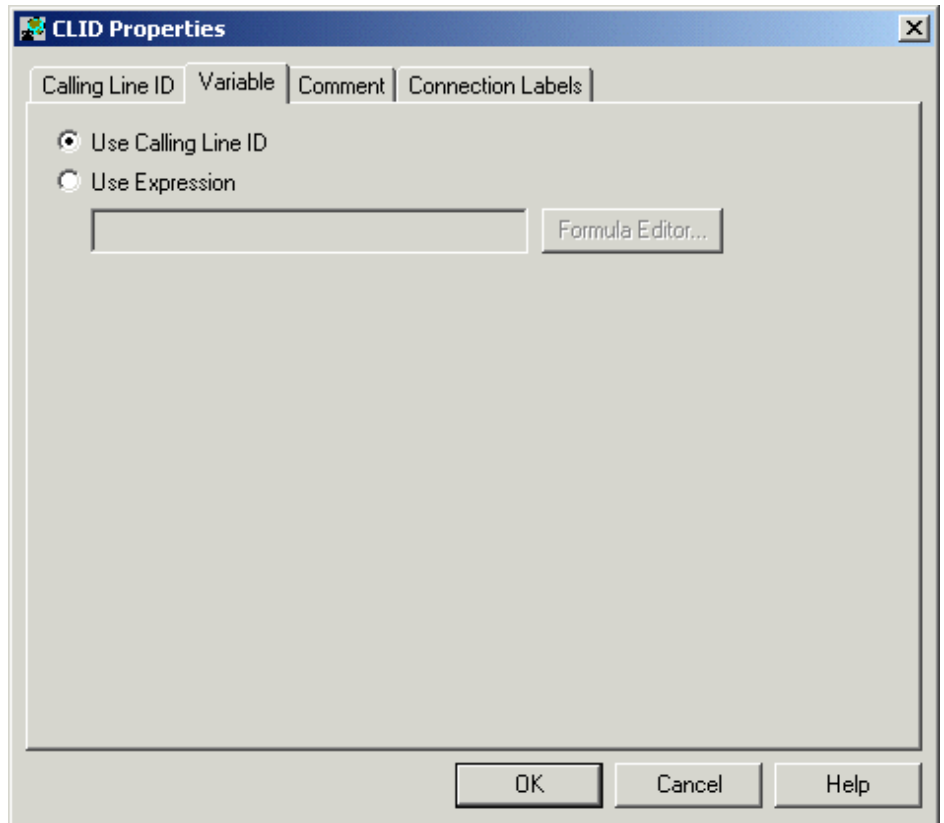 CLID Properties
Calling Line ID Variable Comment Connection Labels
Use Calling Line ID
Use Expression
Formula Editor...
OK Cancel Help